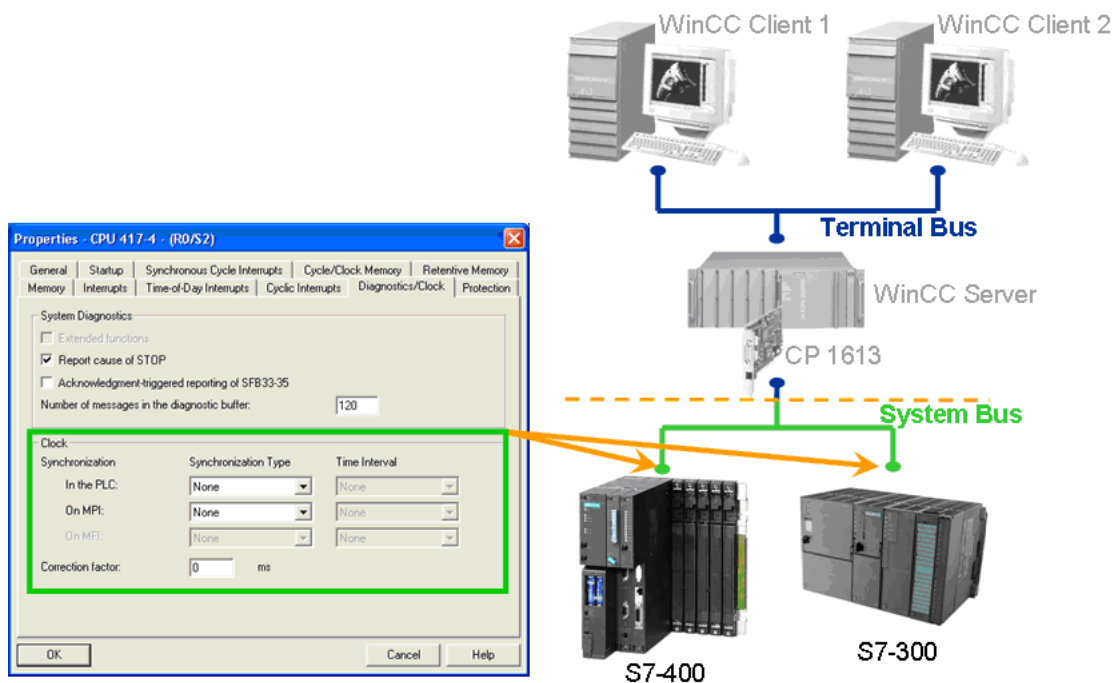 WinCC Client 1
WinCC Client 2
Terminal Bus
WinCC Server
CP 1613
System Bus
S7-400
S7-300
Properties - CPU 417-4 - (R0/S2)
General Startup Synchronous Cycle Interrupts Cycle/Clock Memory Retentive Memory
Memory Interrupts Time-of-Day Interrupts Cyclic Interrupts Diagnostics/Clock Protection
System Diagnostics
Extended functions
Report cause of STOP
Acknowledgment-triggered reporting of SFB33-35
Number of messages in the diagnostic buffer: 120
Clock
Synchronization Synchronization Type Time Interval
In the PLC: None None
On MPI: None None
On MFI: None None
Correction factor: 0 ms
OK Cancel Help